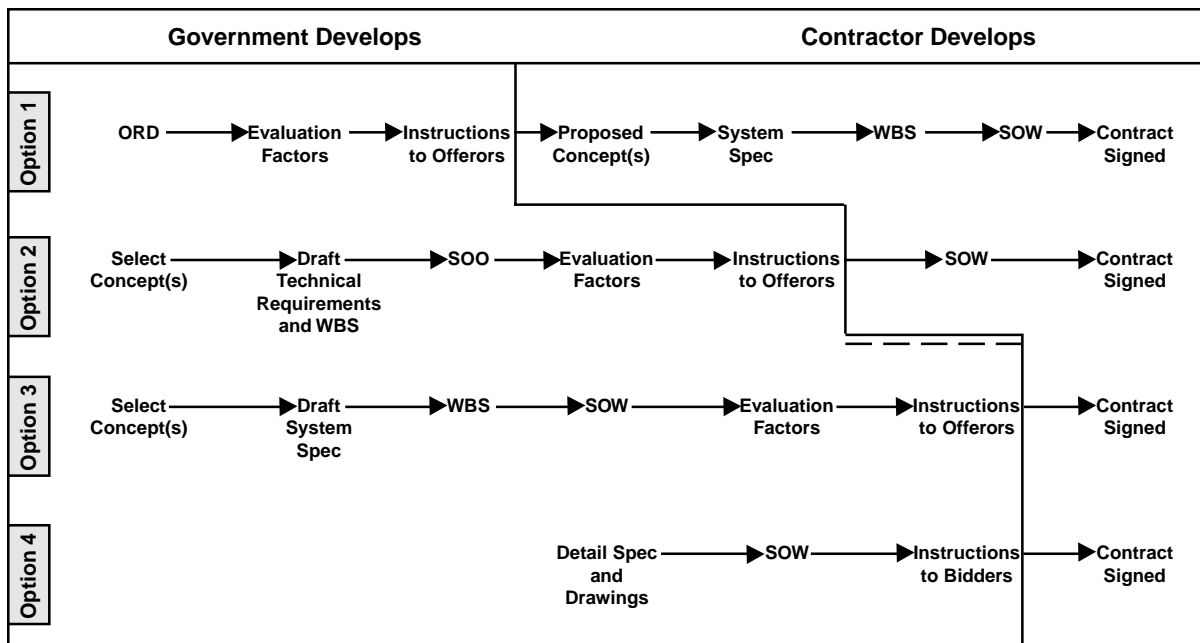 Government Develops
Contractor Develops
Option 1
ORD
Evaluation
Factors
Instructions
to Offerors
Proposed
Concept(s)
System
Spec
WBS
SOW
Contract
Signed
Option 2
Select
Concept(s)
Draft
Technical
Requirements
and WBS
SOO
Evaluation
Factors
Instructions
to Offerors
SOW
Contract
Signed
Option 3
Select
Concept(s)
Draft
System
Spec
WBS
SOW
Evaluation
Factors
Instructions
to Offerors
Contract
Signed
Option 4
Detail Spec
and
Drawings
SOW
Instructions
to Bidders
Contract
Signed